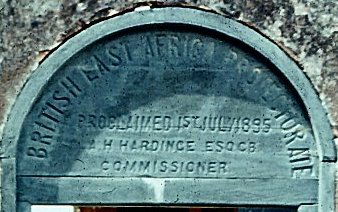 BRITISH EAST AFRICA PROTECTORATE
PROCLAIMED 1ST JULY 1895
A. H HARDINGE ESQ CB
COMMISSIONER